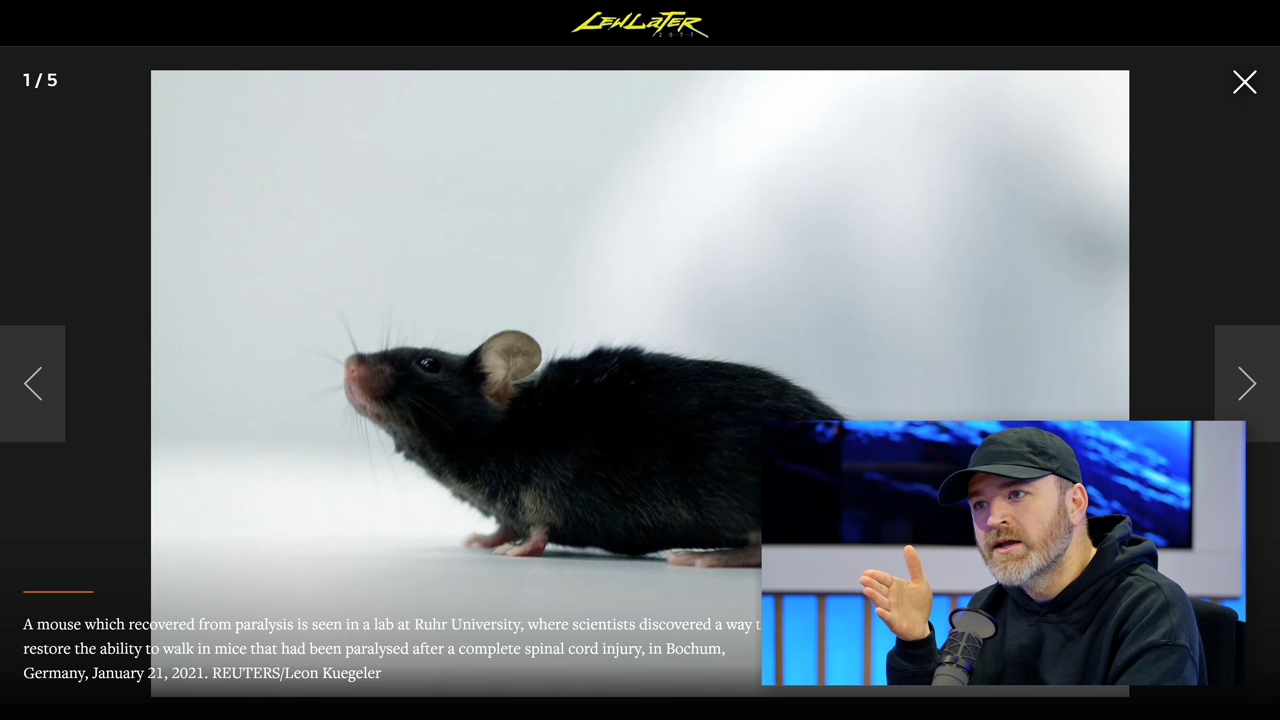 LEWLATER
2077
1 / 5
A mouse which recovered from paralysis is seen in a lab at Ruhr University, where scientists discovered a way t
restore the ability to walk in mice that had been paralysed after a complete spinal cord injury, in Bochum,
Germany, January 21, 2021. REUTERS/Leon Kuegeler